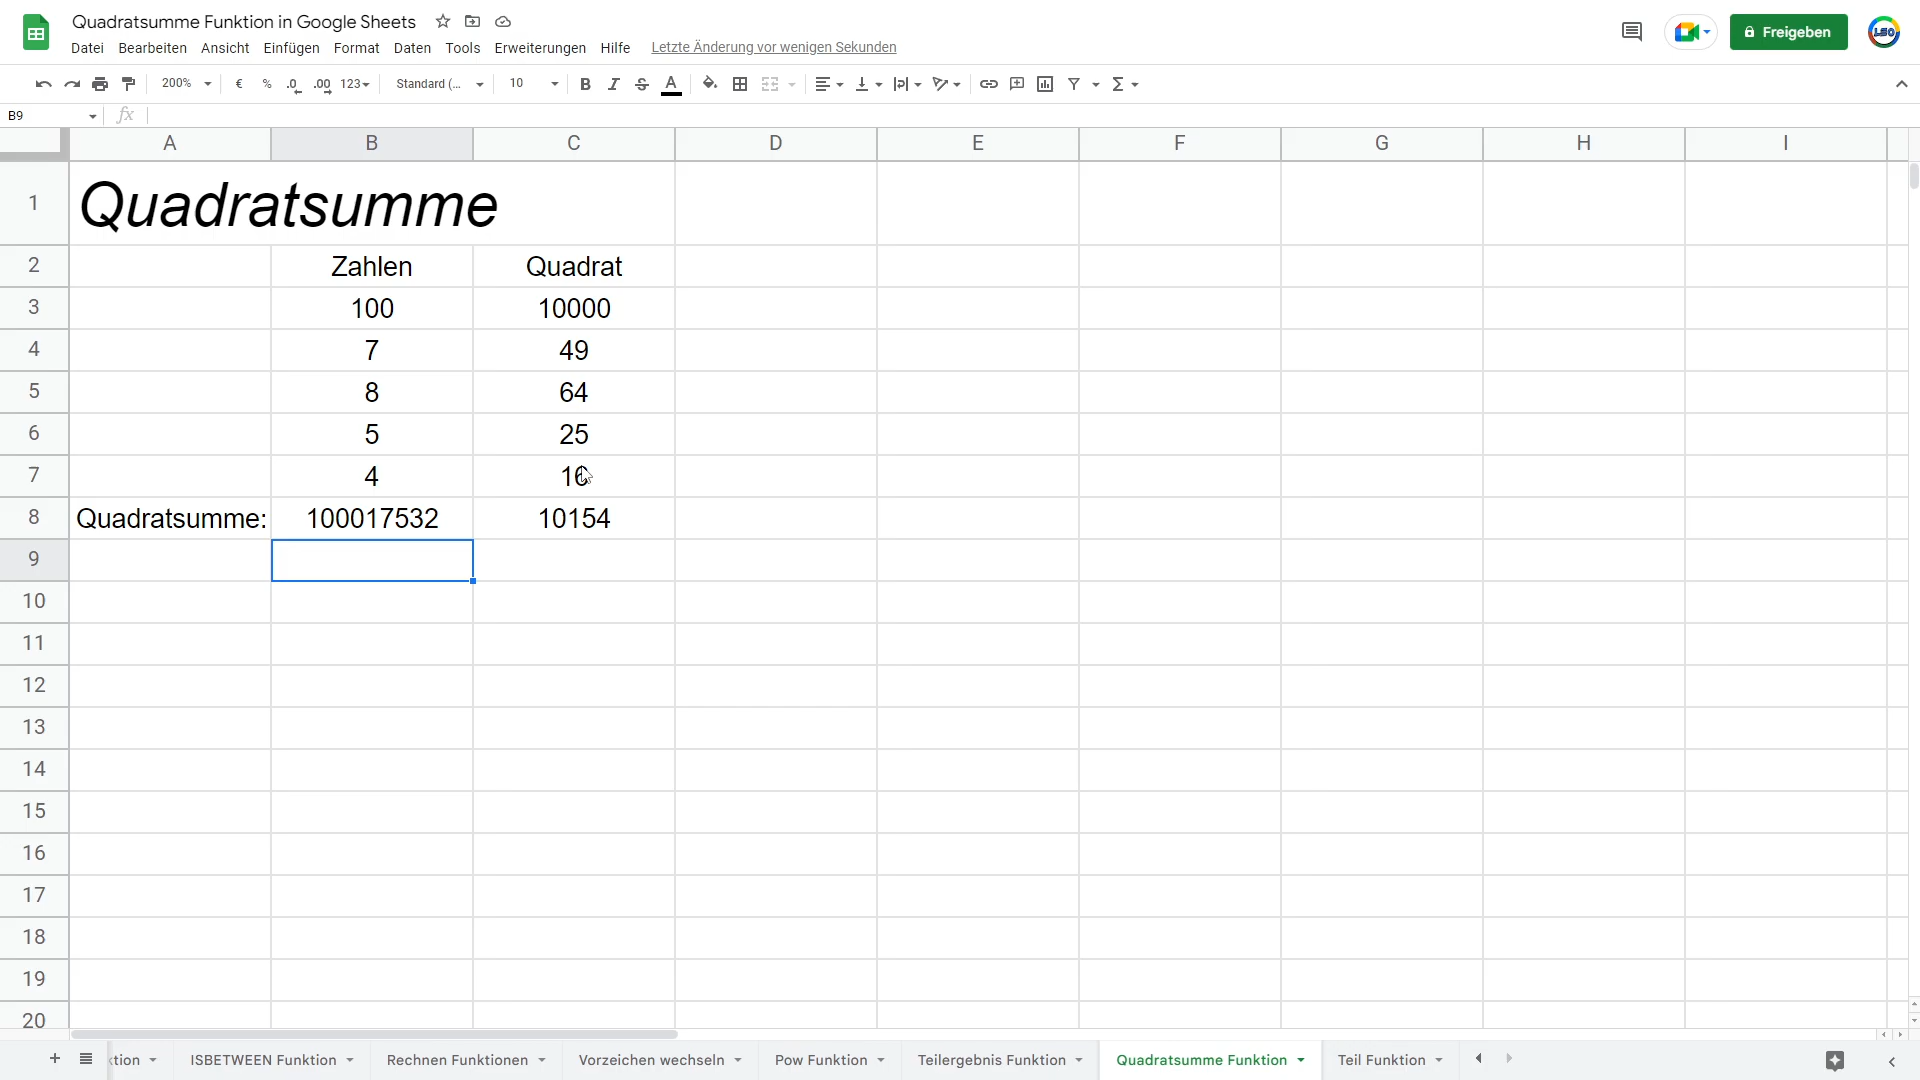 Quadratsumme Funktion in Google Sheets
Datei Bearbeiten Ansicht Einfügen Format Daten Tools Erweiterungen Hilfe Letzte Änderung vor wenigen Sekunden
Freigeben
LSO
200% € % .0 .00 123 Standard (... 10 B I S A Σ
B9 fx
A B C D E F G H I
1 Quadratsumme
2 Zahlen Quadrat
3 100 10000
4 7 49
5 8 64
6 5 25
7 4 16
8 Quadratsumme: 100017532 10154
9
10
11
12
13
14
15
16
17
18
19
20
+ ktion ISBETWEEN Funktion Rechnen Funktionen Vorzeichen wechseln Pow Funktion Teilergebnis Funktion Quadratsumme Funktion Teil Funktion